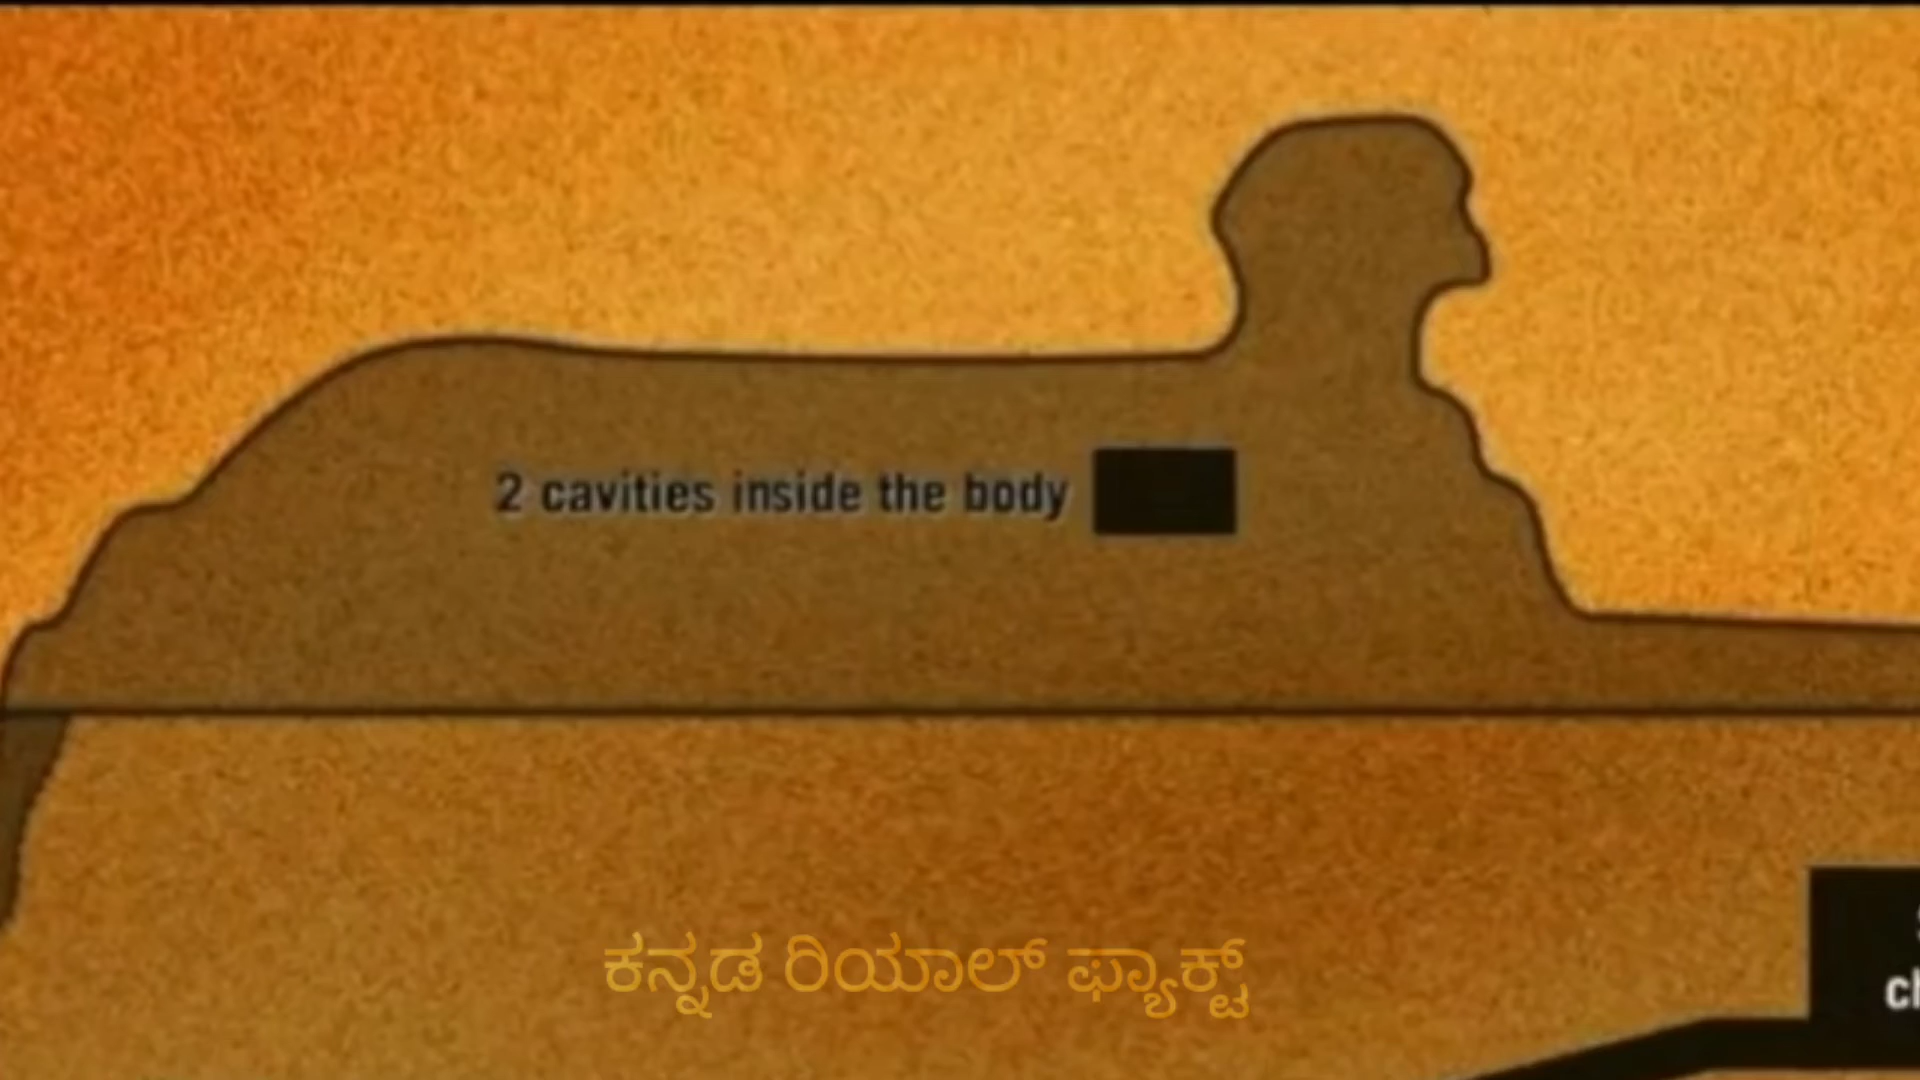 2 cavities inside the body
ಕನ್ನಡ ರಿಯಾಲ್ ಫ್ಯಾಕ್ಟ್